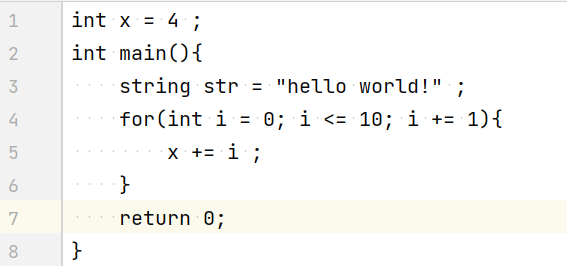 1 int x = 4 ;
2 int main(){
3     string str = "hello world!" ;
4     for(int i = 0; i <= 10; i += 1){
5         x += i ;
6     }
7     return 0;
8 }